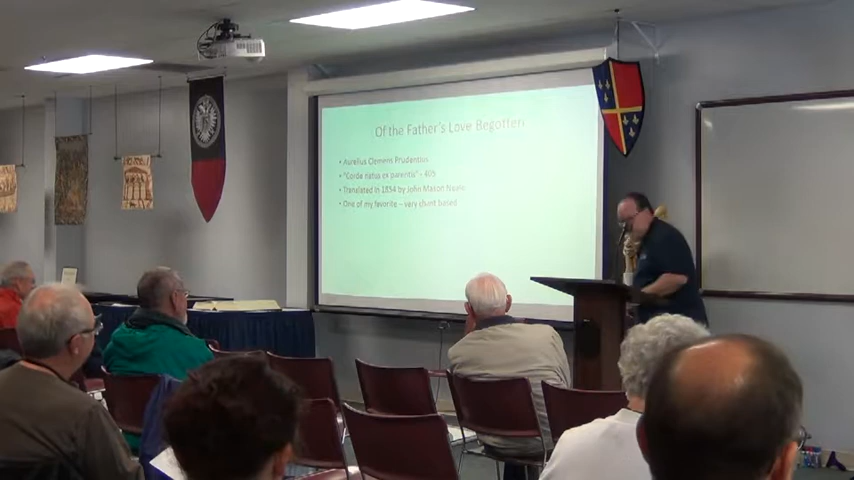 Of the Father's Love Begotten
• Aurelius Clemens Prudentius
• "Corde natus ex parentis" - 405
• Translated in 1854 by John Mason Neale
• One of my favorite – very chant based